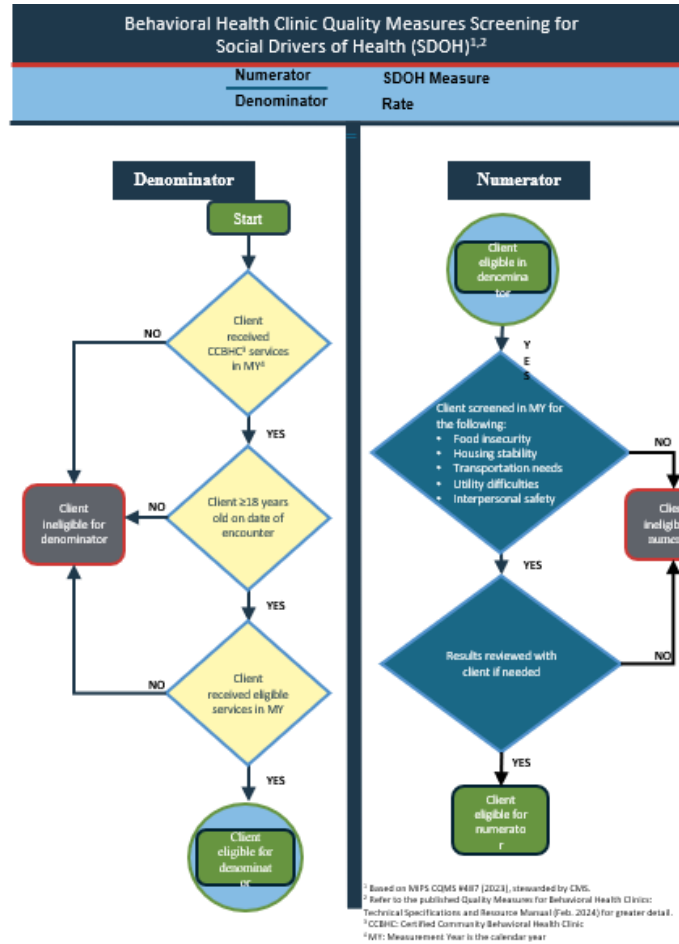 Behavioral Health Clinic Quality Measures Screening for
Social Drivers of Health (SDOH)1,2
Numerator
Denominator
SDOH Measure
Rate
Denominator
Start
Client
received
CCBHC³ services
in MY⁴
NO
YES
Client ≥18 years
old on date of
encounter
NO
Client
ineligible for
denominator
YES
Client
received eligible
services in MY
NO
YES
Client
eligible for
denominat
or
Numerator
Client
eligible in
denomina
tor
Y
E
S
Client screened in MY for
the following:
• Food insecurity
• Housing stability
• Transportation needs
• Utility difficulties
• Interpersonal safety
NO
Clien
ineligib
numer
YES
Results reviewed with
client if needed
NO
YES
Client
eligible for
numerato
r
¹ Based on MIPS CQMS #487 (2023), stewarded by CMS.
² Refer to the published Quality Measures for Behavioral Health Clinics:
Technical Specifications and Resource Manual (Feb. 2024) for greater detail.
³ CCBHC: Certified Community Behavioral Health Clinic
⁴ MY: Measurement Year is the calendar year